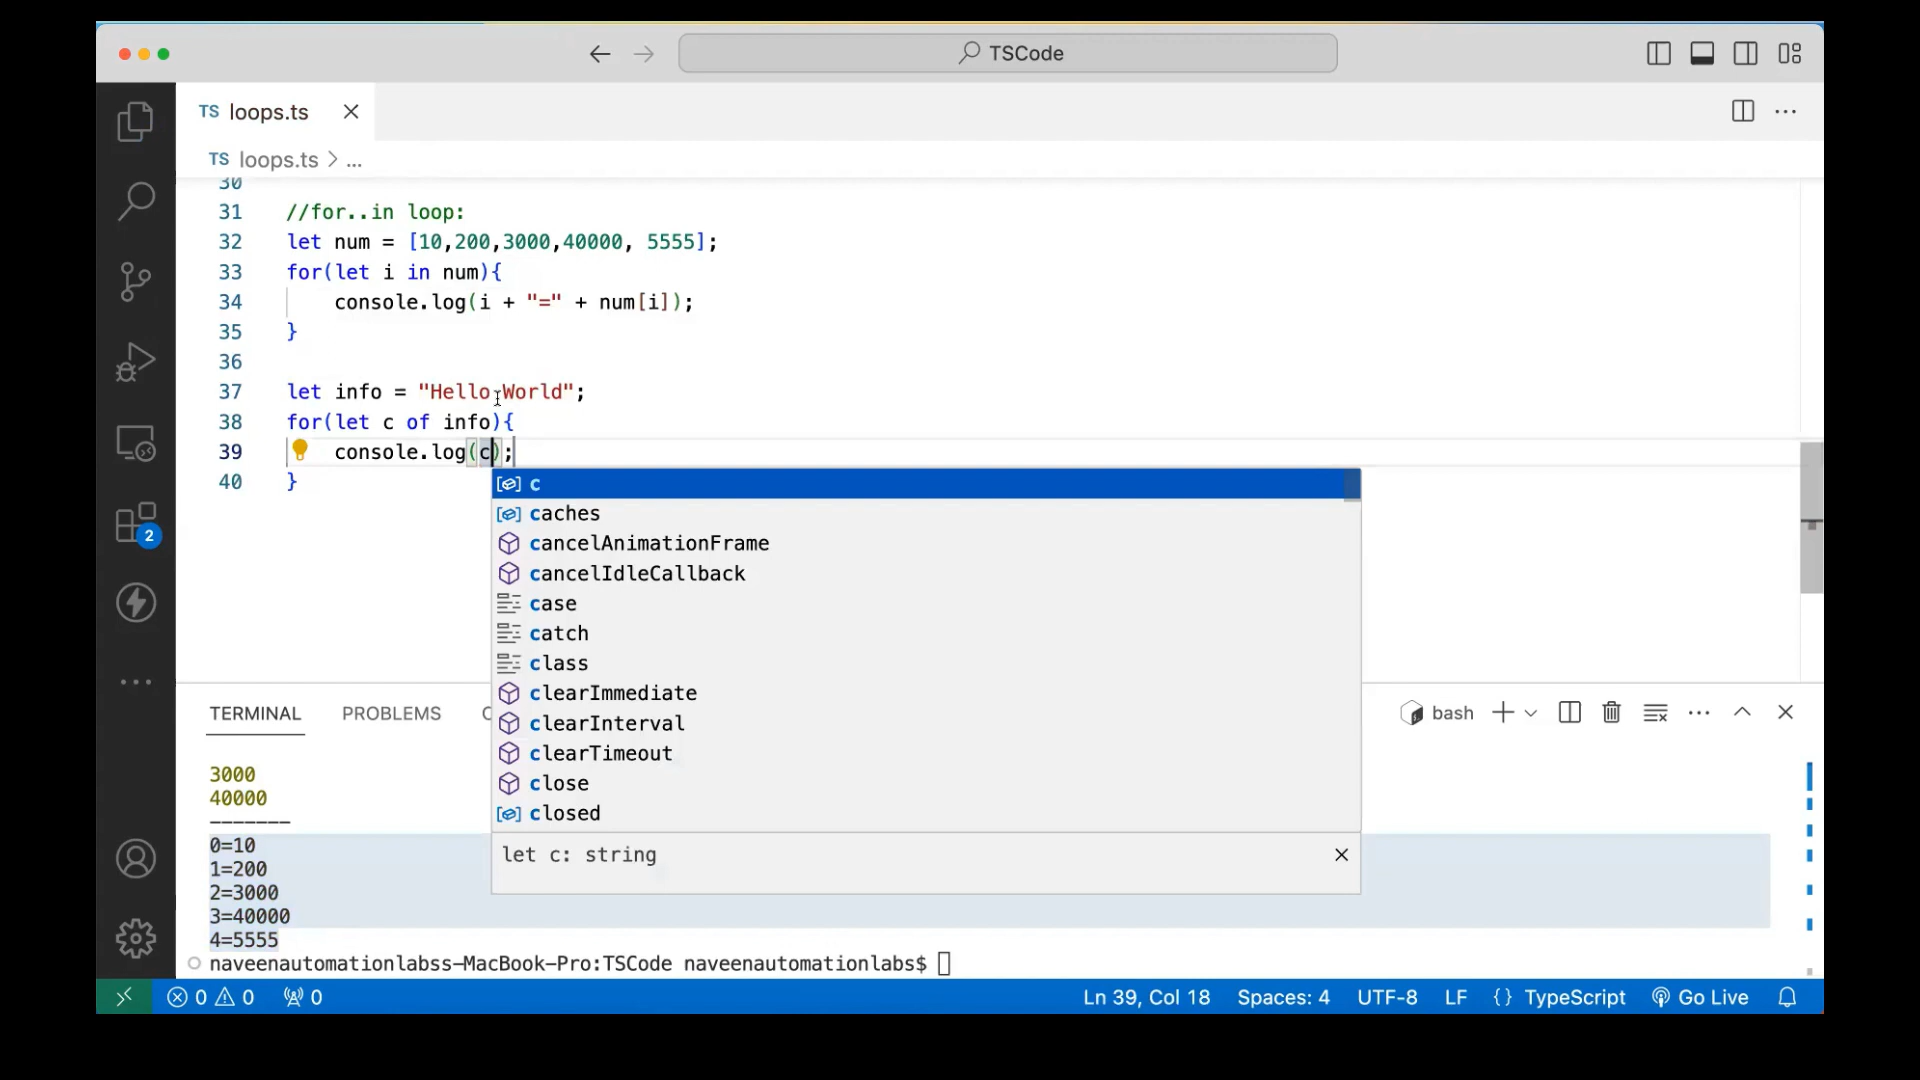 TSCode
TS loops.ts
TS loops.ts > ...
30
31 //for..in loop:
32 let num = [10,200,3000,40000, 5555];
33 for(let i in num){
34 console.log(i + "=" + num[i]);
35 }
36
37 let info = "Hello World";
38 for(let c of info){
39 console.log(c);
40 }
c
caches
cancelAnimationFrame
cancelIdleCallback
case
catch
class
clearImmediate
clearInterval
clearTimeout
close
closed
let c: string
2
TERMINAL PROBLEMS
bash
3000
40000
-------
0=10
1=200
2=3000
3=40000
4=5555
naveenautomationlabss-MacBook-Pro:TSCode naveenautomationlabs$
0 0 0 Ln 39, Col 18 Spaces: 4 UTF-8 LF {} TypeScript Go Live